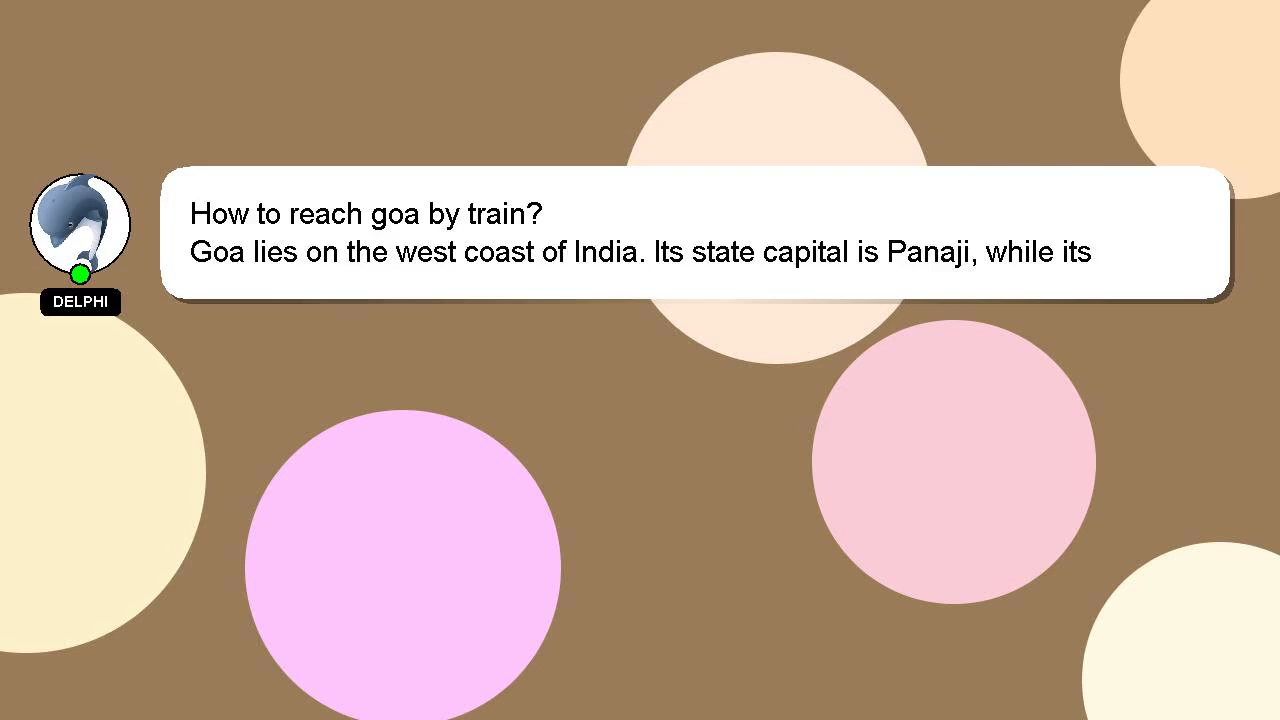 How to reach goa by train?
Goa lies on the west coast of India. Its state capital is Panaji, while its
DELPHI